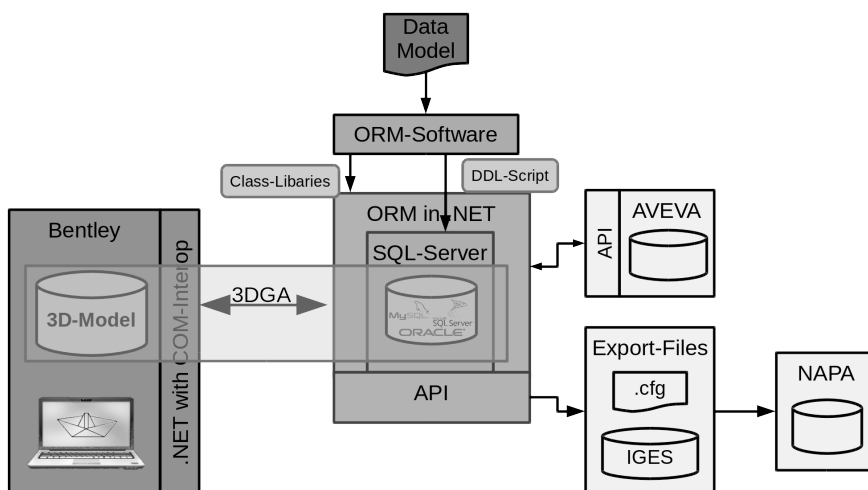 Data
Model
ORM-Software
Class-Libaries
DDL-Script
ORM in .NET
SQL-Server
MySQL
SQL Server
ORACLE
API
Bentley
3D-Model
.NET with COM-Interop
3DGA
API
AVEVA
Export-Files
.cfg
IGES
NAPA